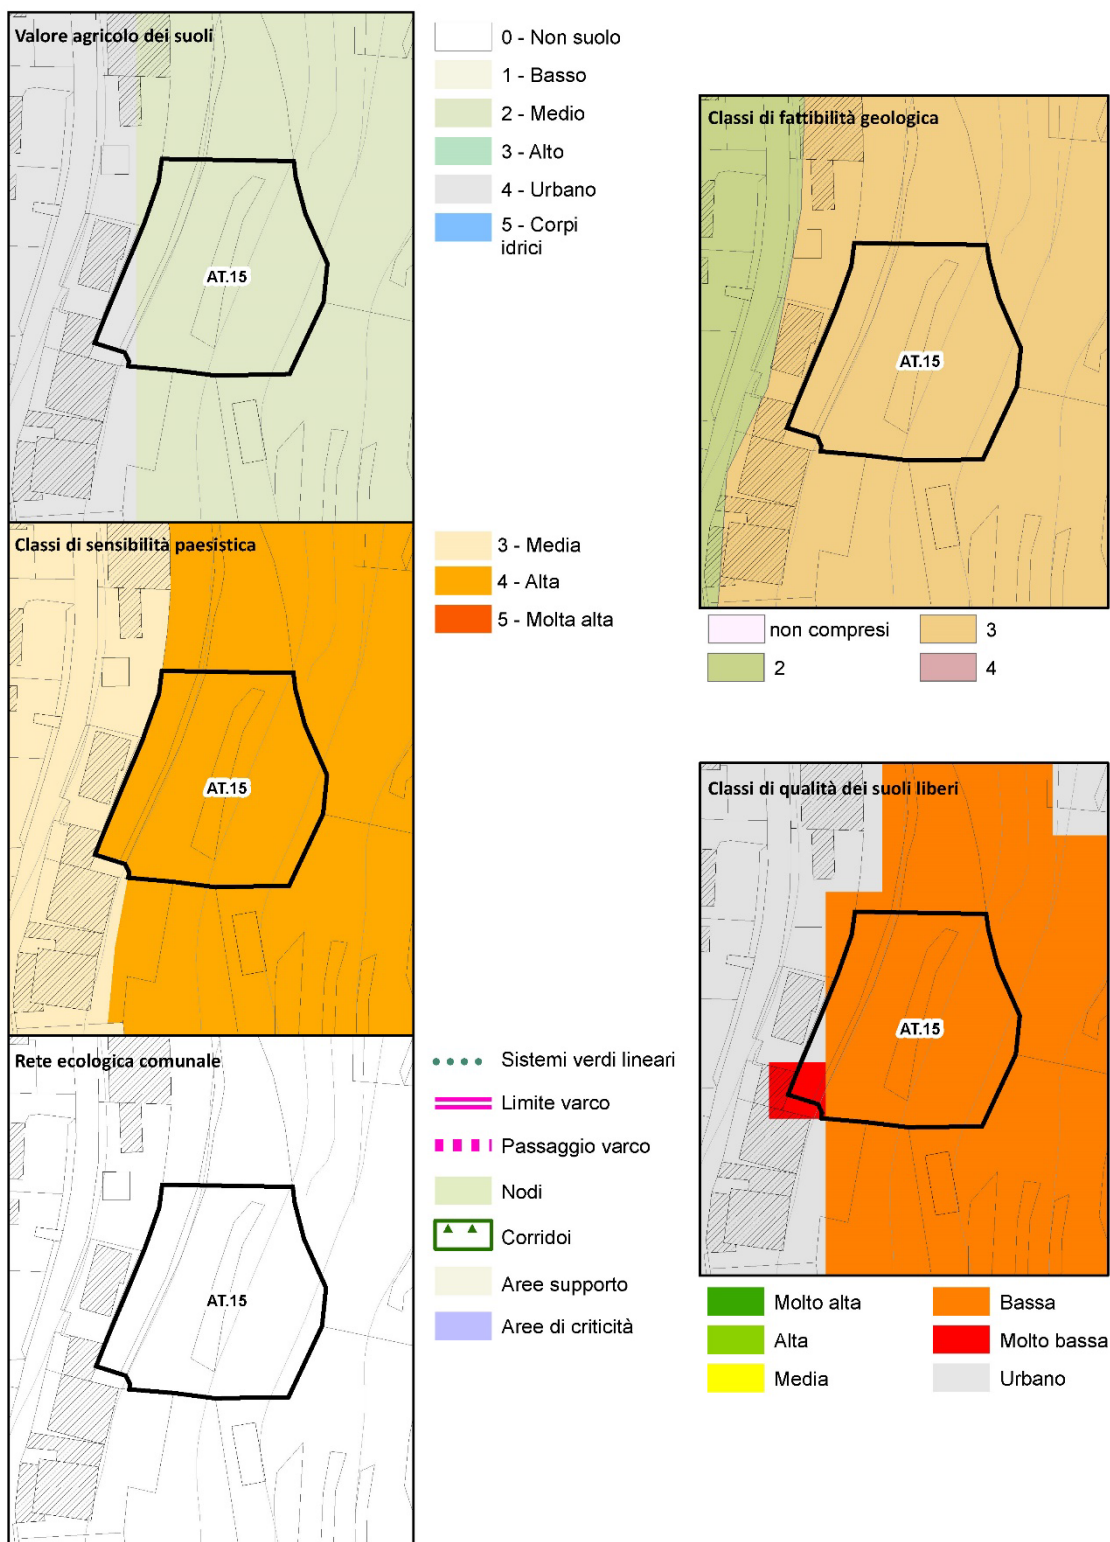 Valore agricolo dei suoli
AT.15
0 - Non suolo
1 - Basso
2 - Medio
3 - Alto
4 - Urbano
5 - Corpi
idrici
Classi di fattibilità geologica
AT.15
non compresi
3
2
4
Classi di sensibilità paesistica
AT.15
3 - Media
4 - Alta
5 - Molta alta
Classi di qualità dei suoli liberi
AT.15
Molto alta
Bassa
Alta
Molto bassa
Media
Urbano
Rete ecologica comunale
AT.15
Sistemi verdi lineari
Limite varco
Passaggio varco
Nodi
Corridoi
Aree supporto
Aree di criticità